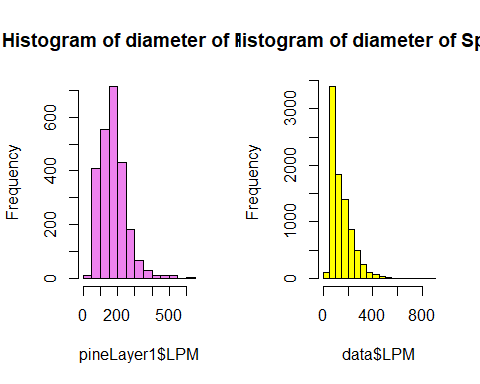 Histogram of diameter of
istogram of diameter of Sp
Frequency
0 200 400 600
0 200 500
pineLayer1$LPM
Frequency
0 1000 2000 3000
0 400 800
data$LPM